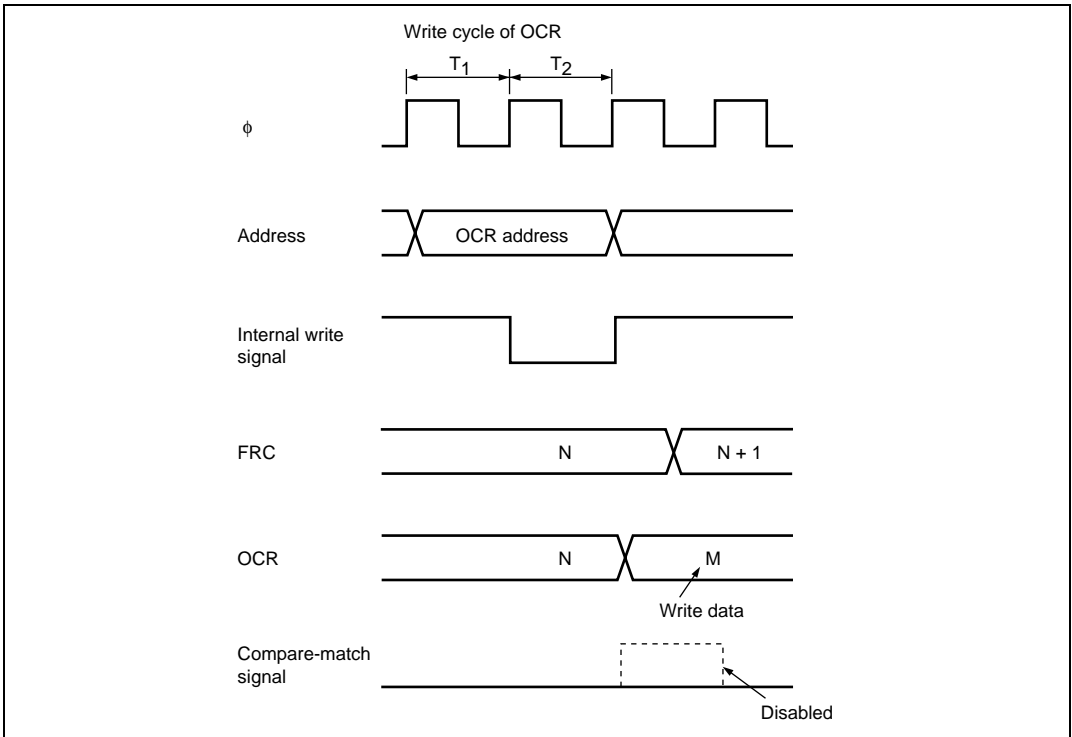 Write cycle of OCR
T1 T2
ϕ
Address
OCR address
Internal write
signal
FRC
N
N + 1
OCR
N
M
Write data
Compare-match
signal
Disabled